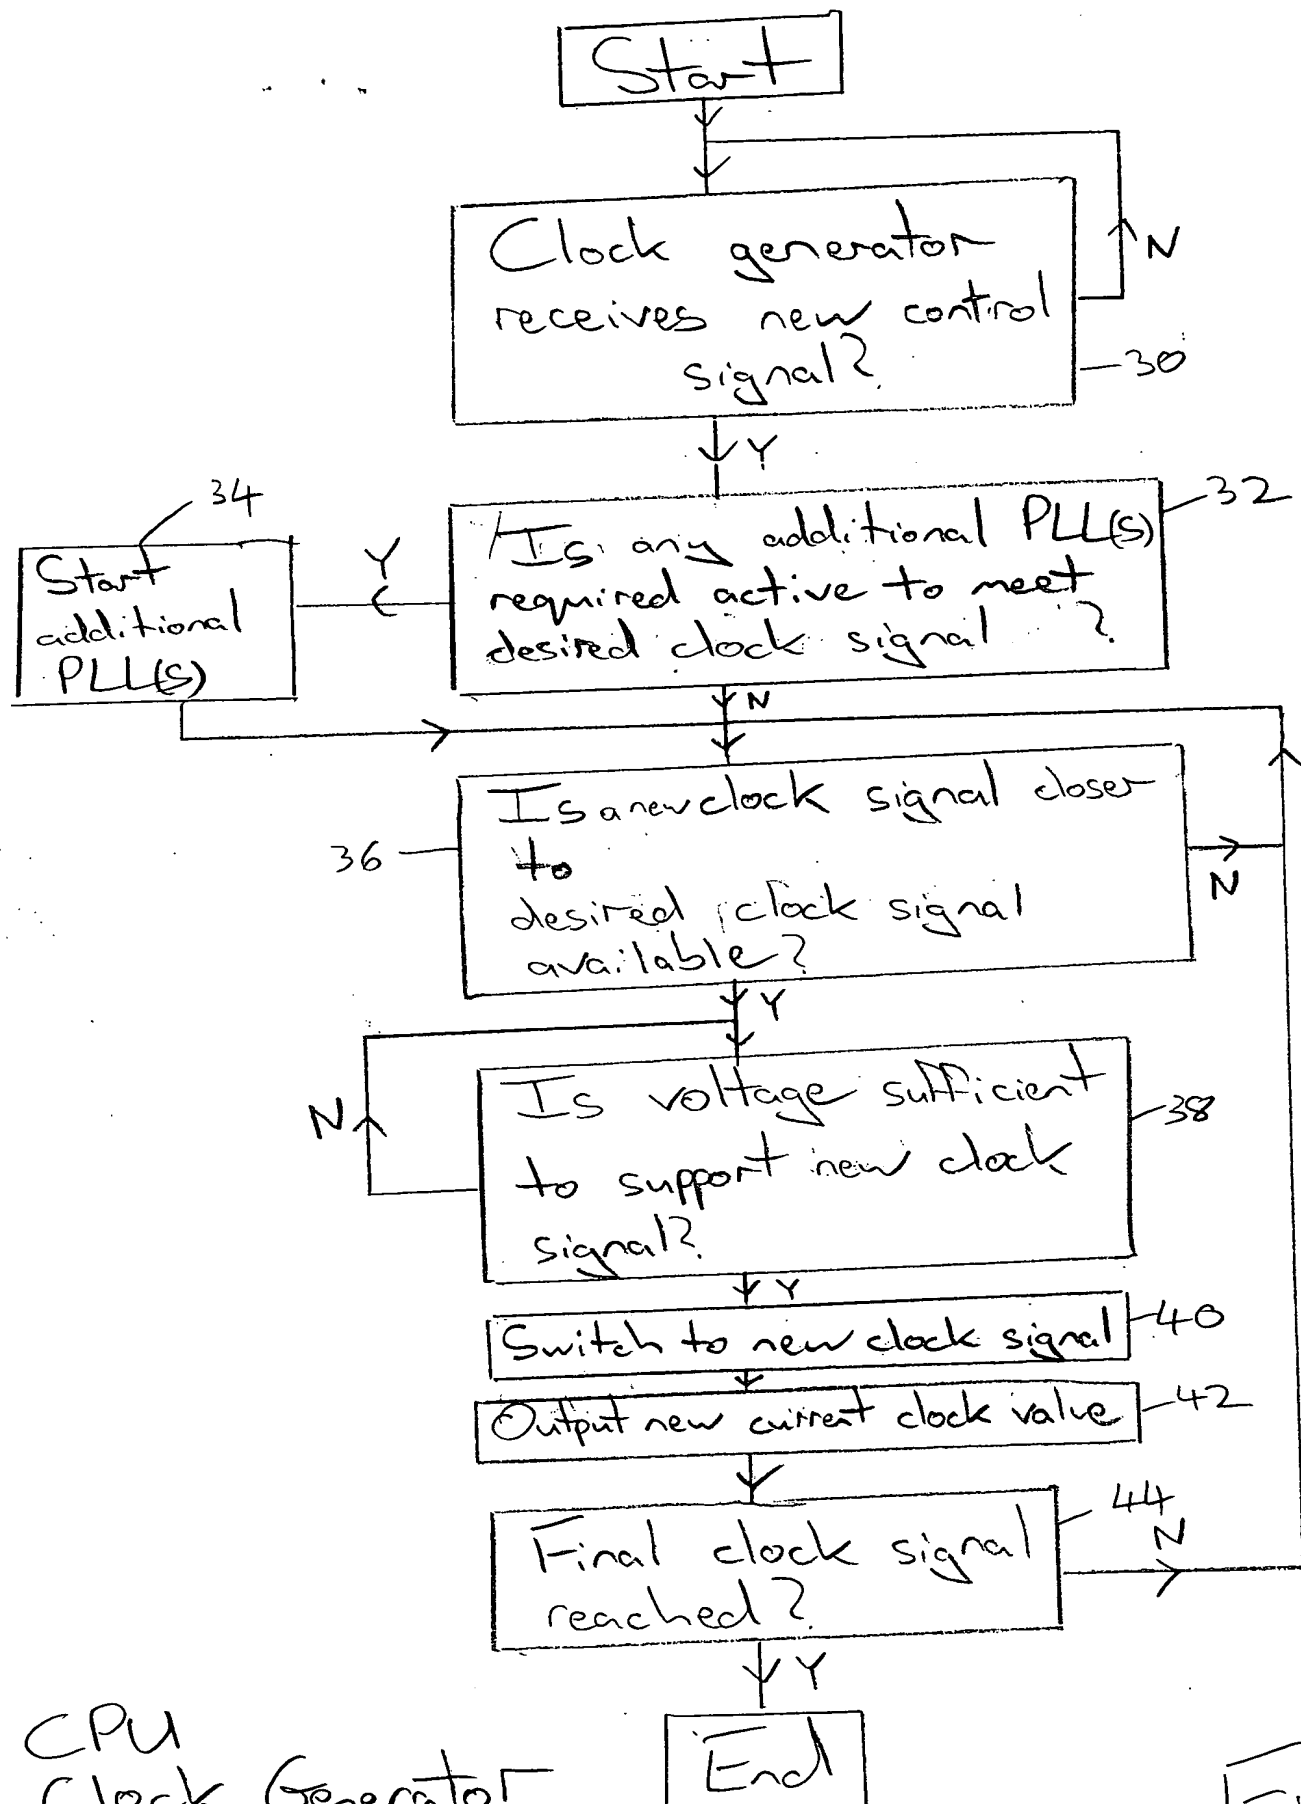 Start
Clock generator
receives new control
signal?
N
30
Y
34
32
Is any additional PLL(s)
required active to meet
desired clock signal ?
Y
Start
additional
PLL(s)
N
Is a new clock signal closer
to
desired clock signal
available?
36
N
Y
Is voltage sufficient
to support new clock
signal?
N
38
Y
Switch to new clock signal
40
Output new current clock value
42
Final clock signal
reached?
44
N
Y
End
CPU
Clock Generator